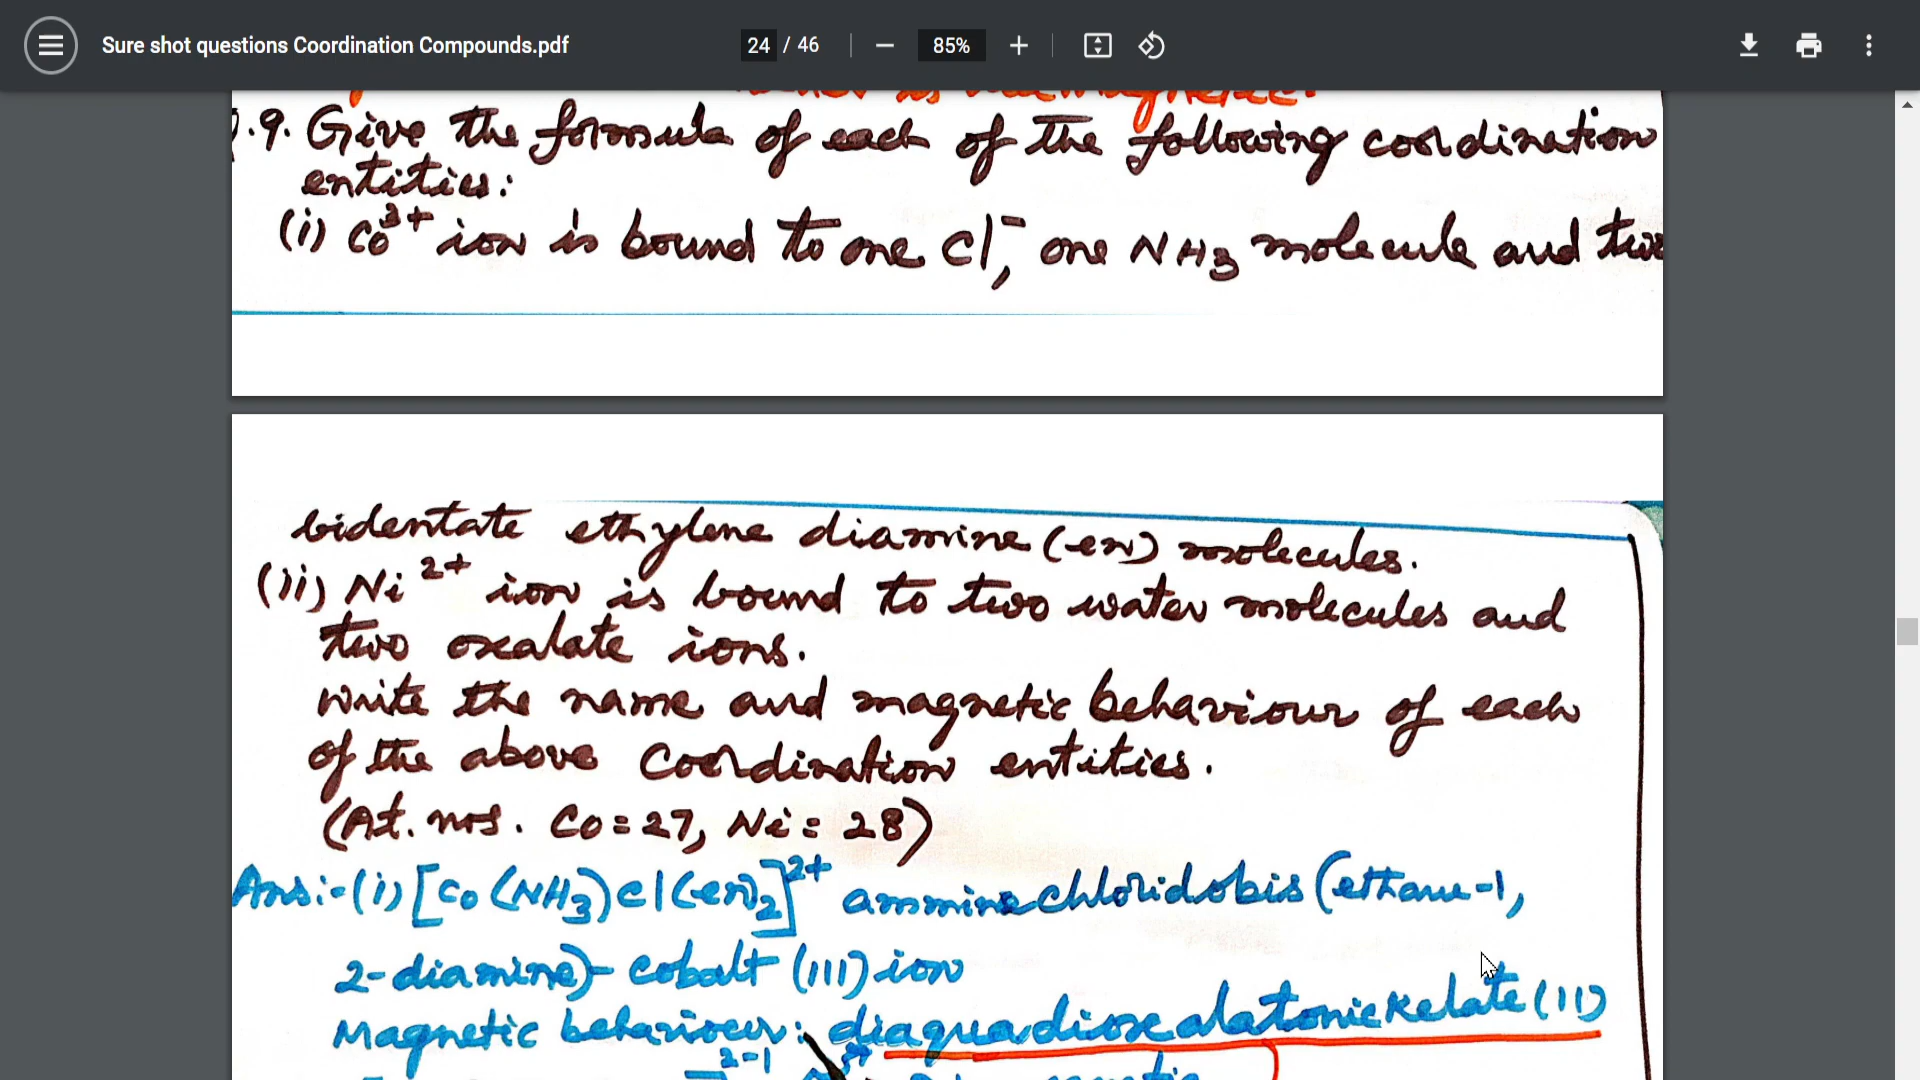 Sure shot questions Coordination Compounds.pdf
24 / 46
85%
.9. Give the formula of each of the following coordination
entities:
(i) Co3+ ion is bound to one Cl-, one NH3 molecule and two
bidentate ethylene diamine (en) molecules.
(ii) Ni 2+ ion is bound to two water molecules and
two oxalate ions.
Write the name and magnetic behaviour of each
of the above Coordination entities.
(At. nos. Co = 27, Ni = 28)
Ans:-(i) [Co(NH3)Cl(en)2]2+ amminechloridobis (ethane-1,
2-diamine)- cobalt (III) ion
Magnetic behaviour: diaquadioxalatonickelate (II)